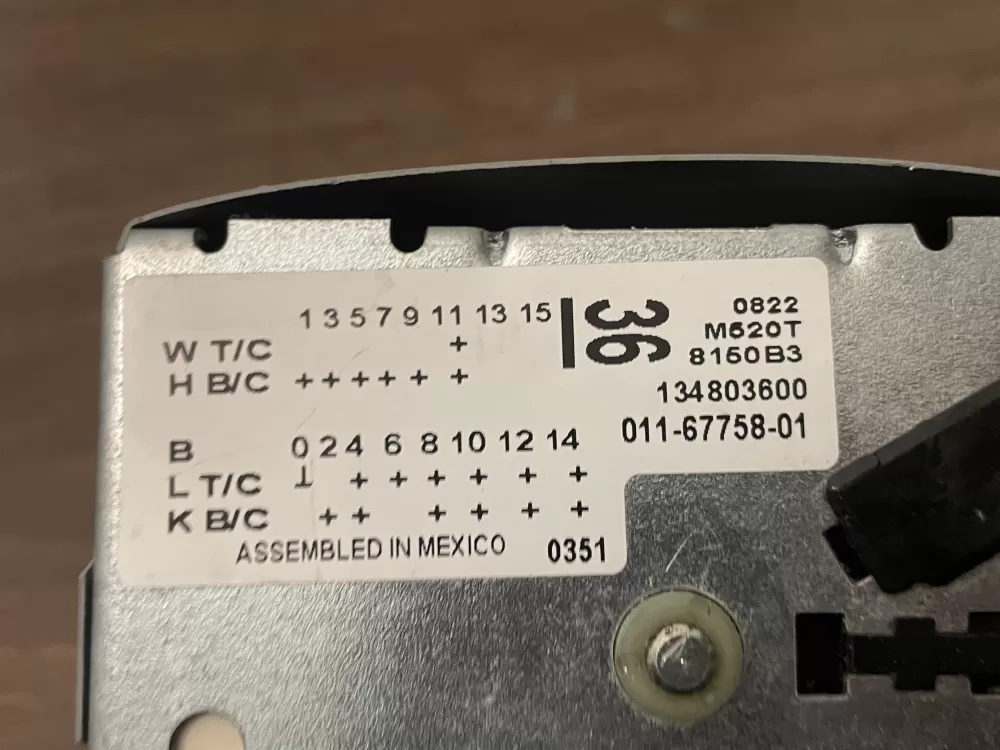 1 3 5 7 9 11 13 15
W T/C +
H B/C + + + + + +
B 0 2 4 6 8 10 12 14
L T/C ⊥ + + + + + +
K B/C + + + + + +
ASSEMBLED IN MEXICO 0351
36
0822
M520T
8150B3
134803600
011-67758-01